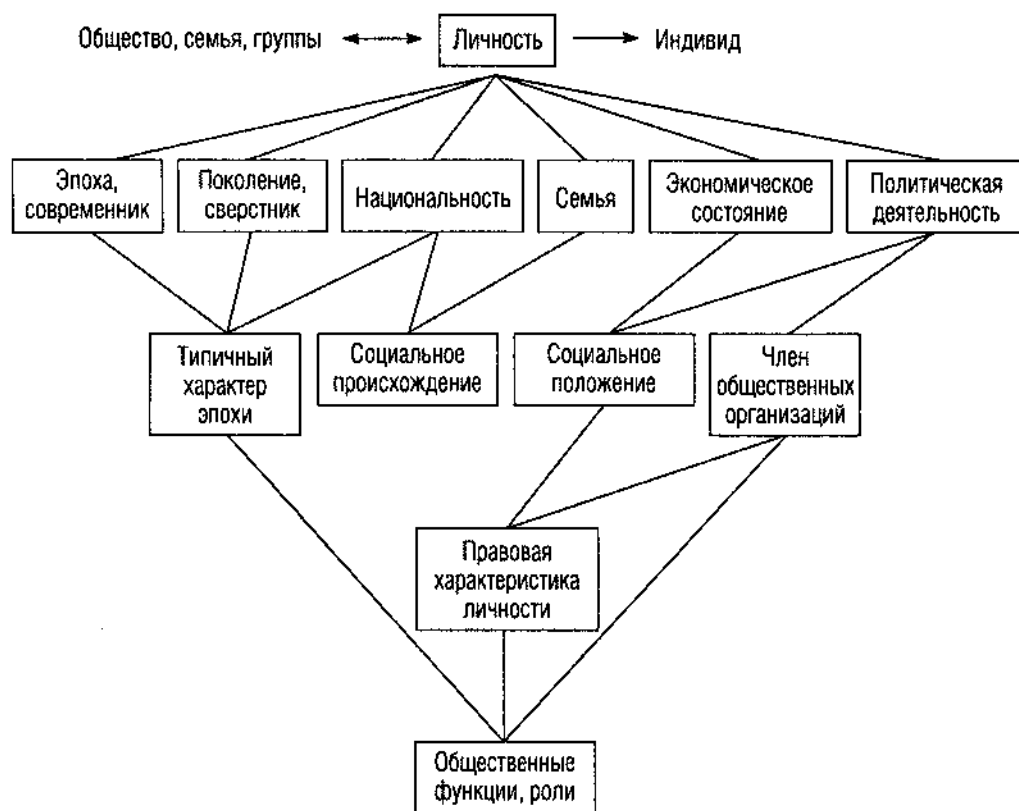 Общество, семья, группы
Личность
Индивид
Эпоха,
современник
Поколение,
сверстник
Национальность
Семья
Экономическое
состояние
Политическая
деятельность
Типичный
характер
эпохи
Социальное
происхождение
Социальное
положение
Член
общественных
организаций
Правовая
характеристика
личности
Общественные
функции, роли